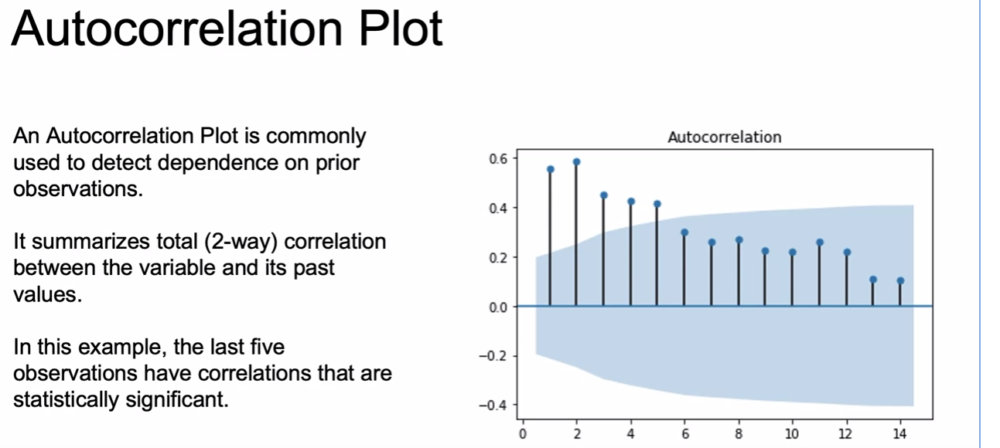 Autocorrelation Plot
An Autocorrelation Plot is commonly
used to detect dependence on prior
observations.
It summarizes total (2-way) correlation
between the variable and its past
values.
In this example, the last five
observations have correlations that are
statistically significant.
Autocorrelation
0.6
0.4
0.2
0.0
−0.2
−0.4
0 2 4 6 8 10 12 14